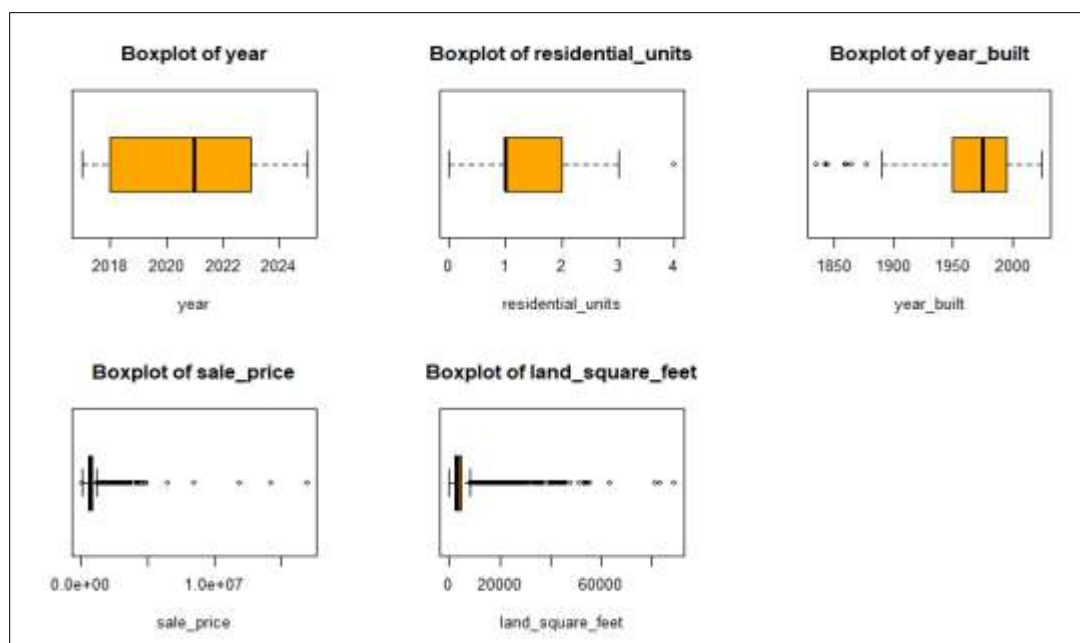 Boxplot of year
2018 2020 2022 2024
year
Boxplot of residential_units
0 1 2 3 4
residential_units
Boxplot of year_built
1850 1900 1950 2000
year_built
Boxplot of sale_price
0.0e+00 1.0e+07
sale_price
Boxplot of land_square_feet
0 20000 60000
land_square_feet